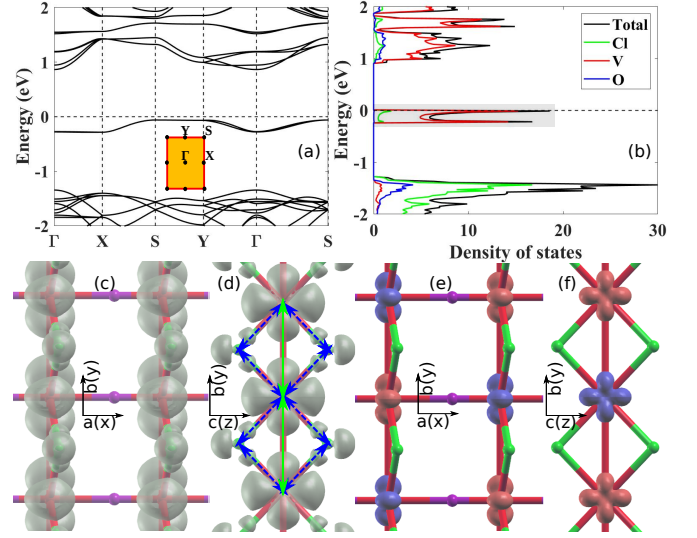 2
1
0
-1
-2
Energy (eV)
Γ X S Y Γ S
Y S
Γ X
(a)
2
1
0
-1
-2
Energy (eV)
0 10 20 30
Density of states
Total
Cl
V
O
(b)
(c) (d) (e) (f)
b(y) b(y) b(y) b(y)
a(x) c(z) a(x) c(z)